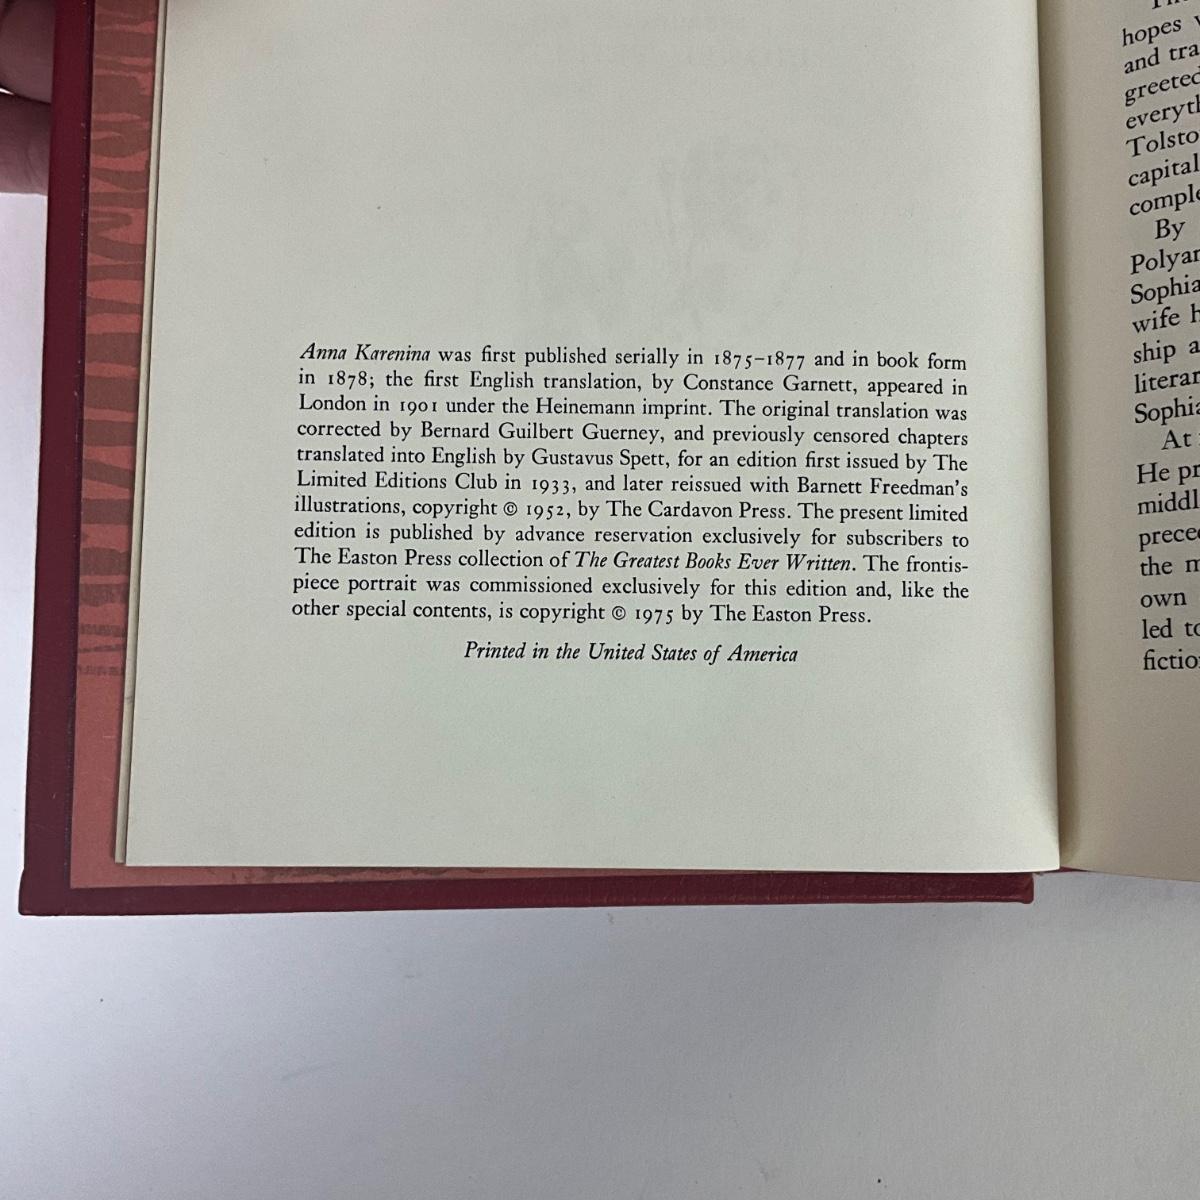 Anna Karenina was first published serially in 1875–1877 and in book form
in 1878; the first English translation, by Constance Garnett, appeared in
London in 1901 under the Heinemann imprint. The original translation was
corrected by Bernard Guilbert Guerney, and previously censored chapters
translated into English by Gustavus Spett, for an edition first issued by The
Limited Editions Club in 1933, and later reissued with Barnett Freedman's
illustrations, copyright © 1952, by The Cardavon Press. The present limited
edition is published by advance reservation exclusively for subscribers to
The Easton Press collection of The Greatest Books Ever Written. The frontis-
piece portrait was commissioned exclusively for this edition and, like the
other special contents, is copyright © 1975 by The Easton Press.
Printed in the United States of America
hopes
and tra
greeted
everyth
Tolsto
capital
comple
By
Polyan
Sophia
wife h
ship a
literar
Sophia
At
He pr
middl
prece
the m
own
led to
fictio